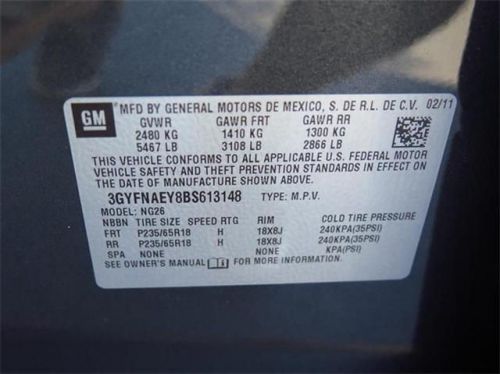 GM
MFD BY GENERAL MOTORS DE MEXICO, S. DE R.L. DE C.V. 02/11
GVWR GAWR FRT GAWR RR
2480 KG 1410 KG 1300 KG
5467 LB 3108 LB 2866 LB
THIS VEHICLE CONFORMS TO ALL APPLICABLE U.S. FEDERAL MOTOR
VEHICLE SAFETY AND THEFT PREVENTION STANDARDS IN EFFECT ON
THE DATE OF MANUFACTURE SHOWN ABOVE.
3GYFNAEY8BS613148 TYPE: M.P.V.
MODEL: NG26
NBBN TIRE SIZE SPEED RTG RIM COLD TIRE PRESSURE
FRT P235/65R18 H 18X8J 240KPA(35PSI)
RR P235/65R18 H 18X8J 240KPA(35PSI)
SPA NONE NONE KPA(PSI)
SEE OWNER'S MANUAL FOR MORE INFORMATION.